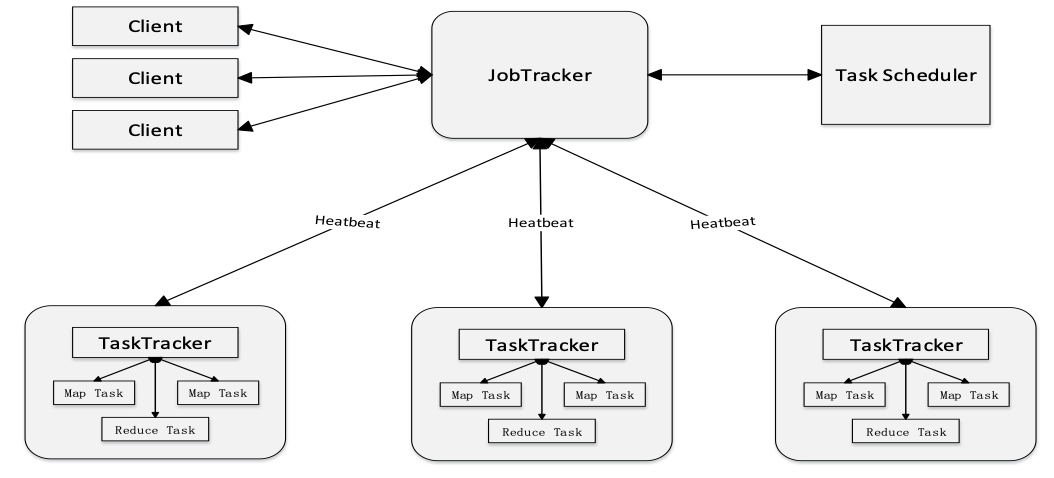 Client
Client
Client
JobTracker
Task Scheduler
Heatbeat
Heatbeat
Heatbeat
TaskTracker
Map Task
Map Task
Reduce Task
TaskTracker
Map Task
Map Task
Reduce Task
TaskTracker
Map Task
Map Task
Reduce Task